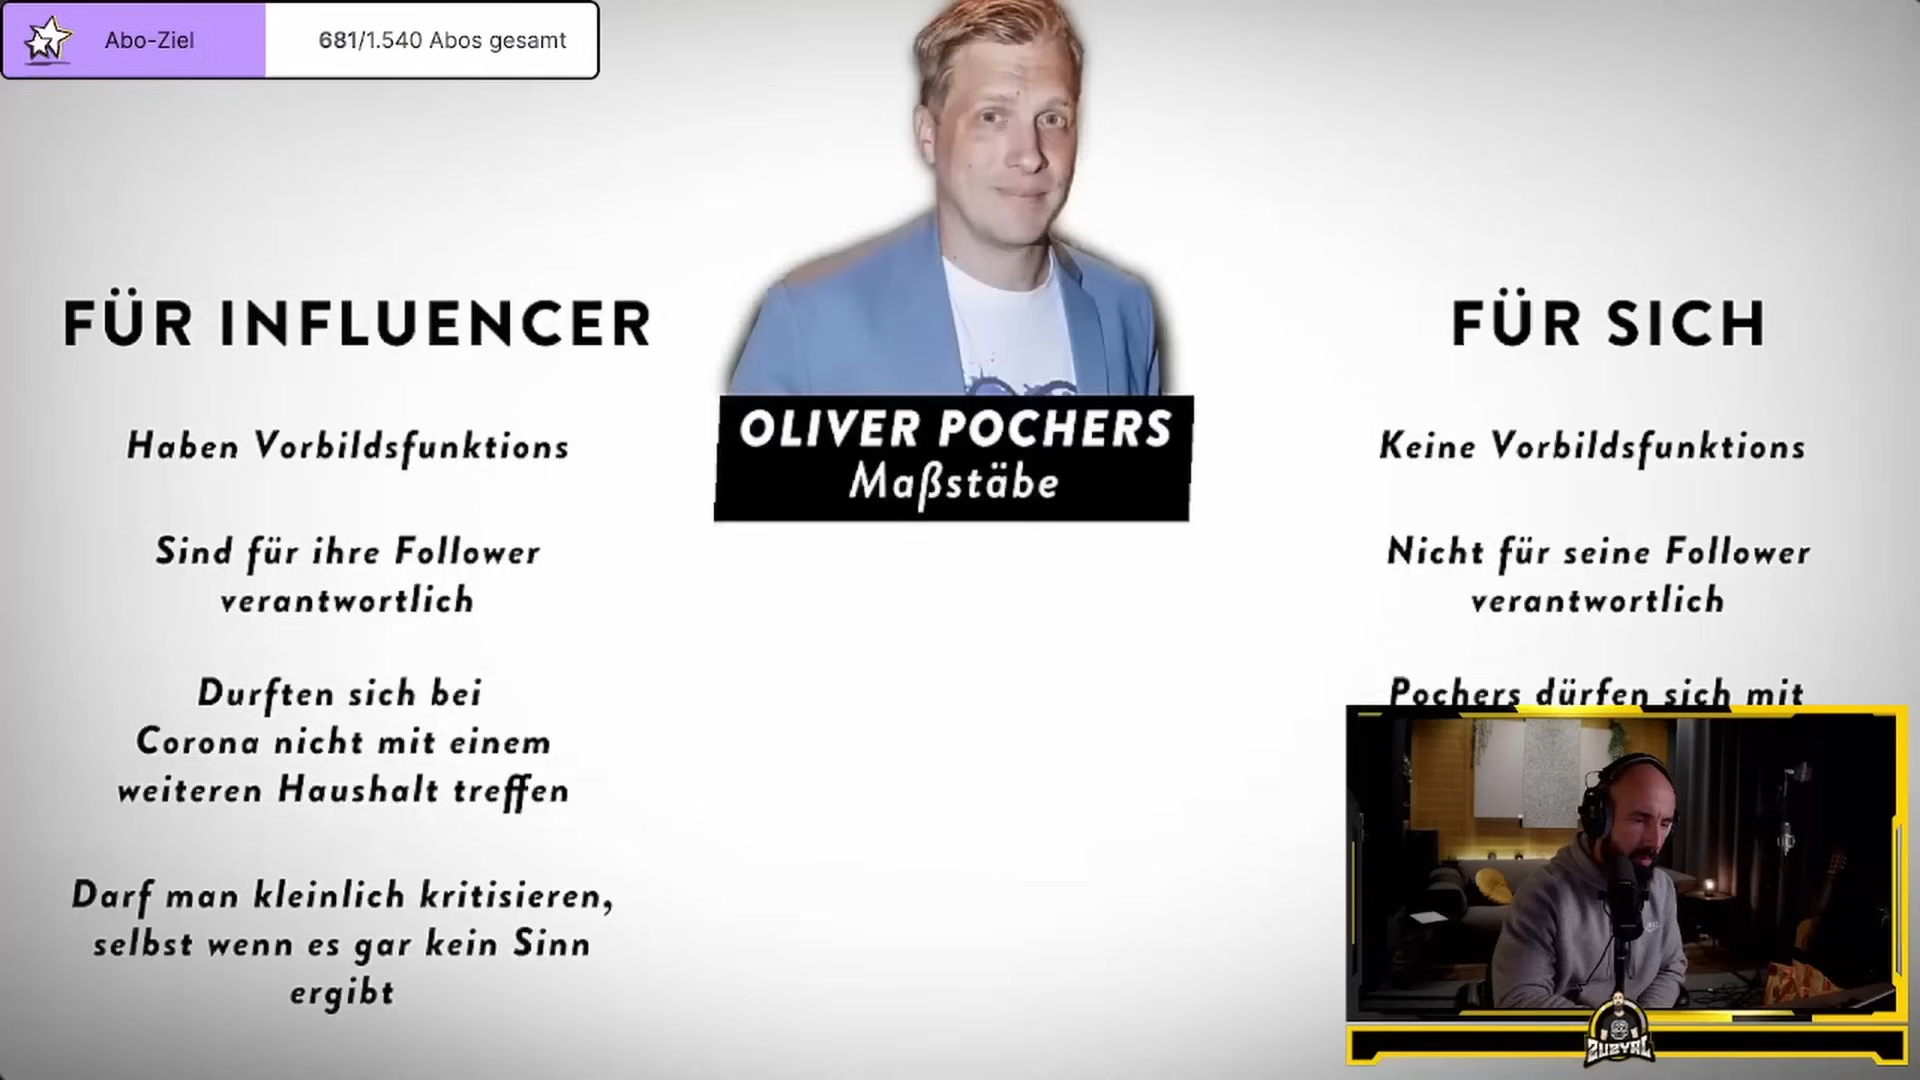 Abo-Ziel
681/1.540 Abos gesamt
OLIVER POCHERS
Maßstäbe
FÜR INFLUENCER
Haben Vorbildsfunktions
Sind für ihre Follower
verantwortlich
Durften sich bei
Corona nicht mit einem
weiteren Haushalt treffen
Darf man kleinlich kritisieren,
selbst wenn es gar kein Sinn
ergibt
FÜR SICH
Keine Vorbildsfunktions
Nicht für seine Follower
verantwortlich
Pochers dürfen sich mit